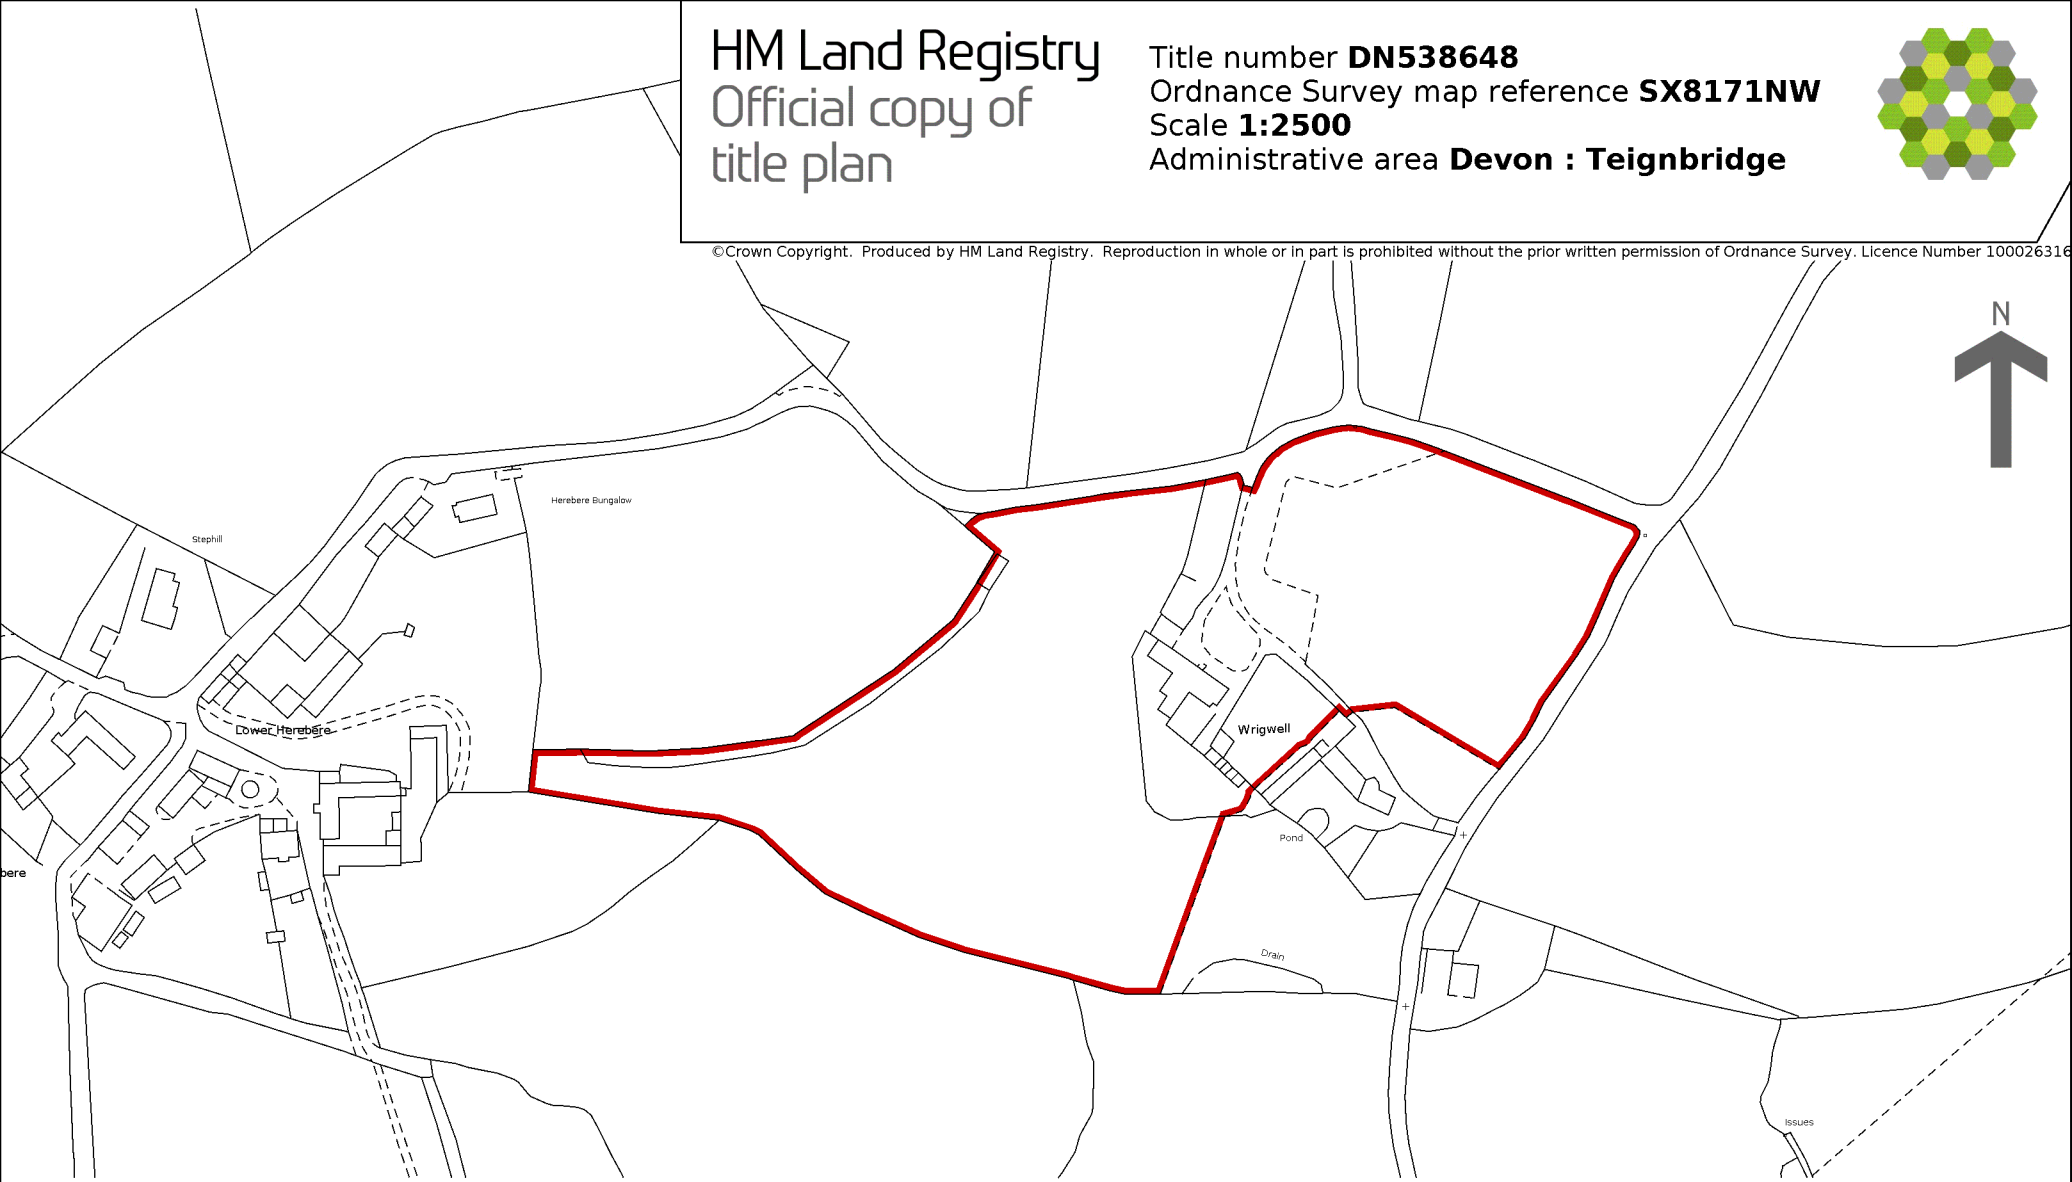 HM Land Registry
Official copy of
title plan
Title number DN538648
Ordnance Survey map reference SX8171NW
Scale 1:2500
Administrative area Devon : Teignbridge
©Crown Copyright. Produced by HM Land Registry. Reproduction in whole or in part is prohibited without the prior written permission of Ordnance Survey. Licence Number 100026316
N
Herebere Bungalow
Stephill
Lower Herebere
Wrigwell
Pond
bere
Drain
Issues